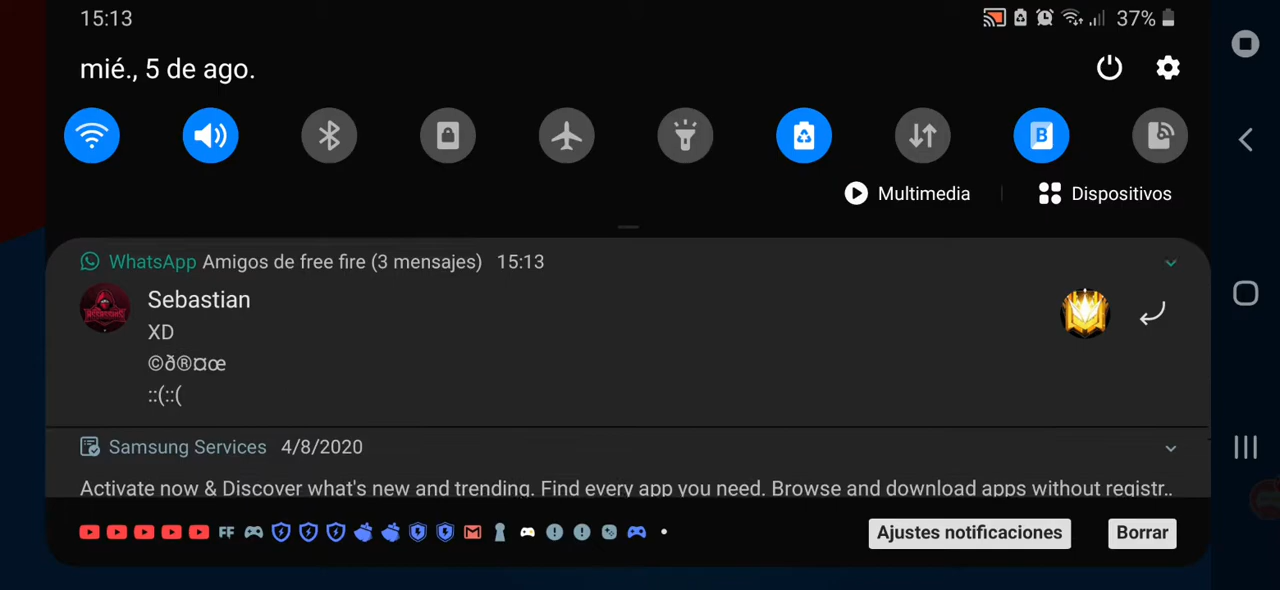 15:13
37%
mié., 5 de ago.
B
Multimedia
Dispositivos
WhatsApp Amigos de free fire (3 mensajes) 15:13
Sebastian
XD
©ð®¤œ
::(::(
Samsung Services 4/8/2020
Activate now & Discover what's new and trending. Find every app you need. Browse and download apps without registr..
FF
Ajustes notificaciones
Borrar